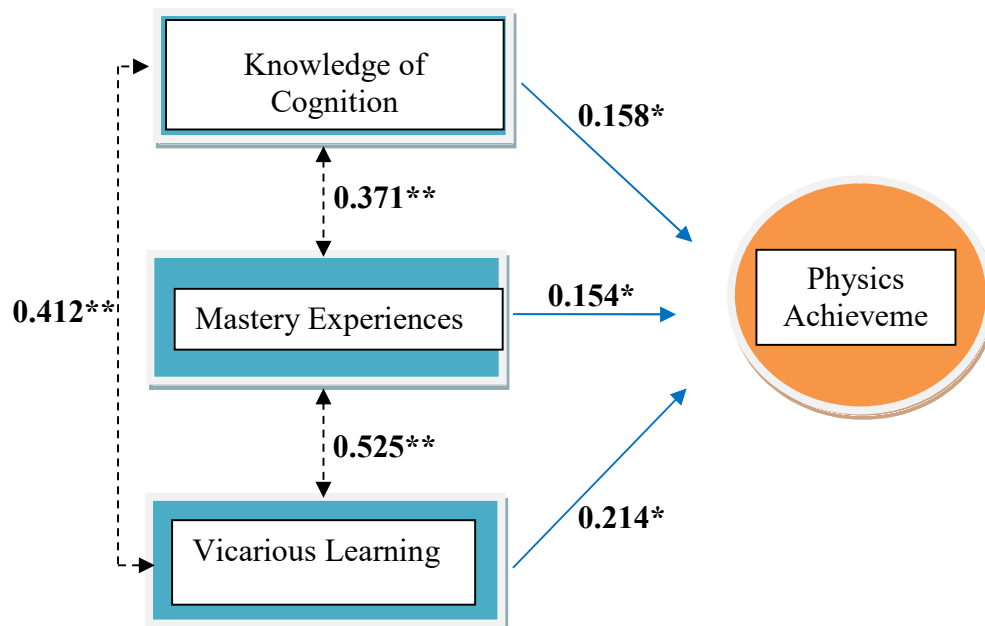 Knowledge of
Cognition
0.158*
0.371**
Mastery Experiences
0.154*
Physics
Achieveme
0.412**
0.525**
Vicarious Learning
0.214*